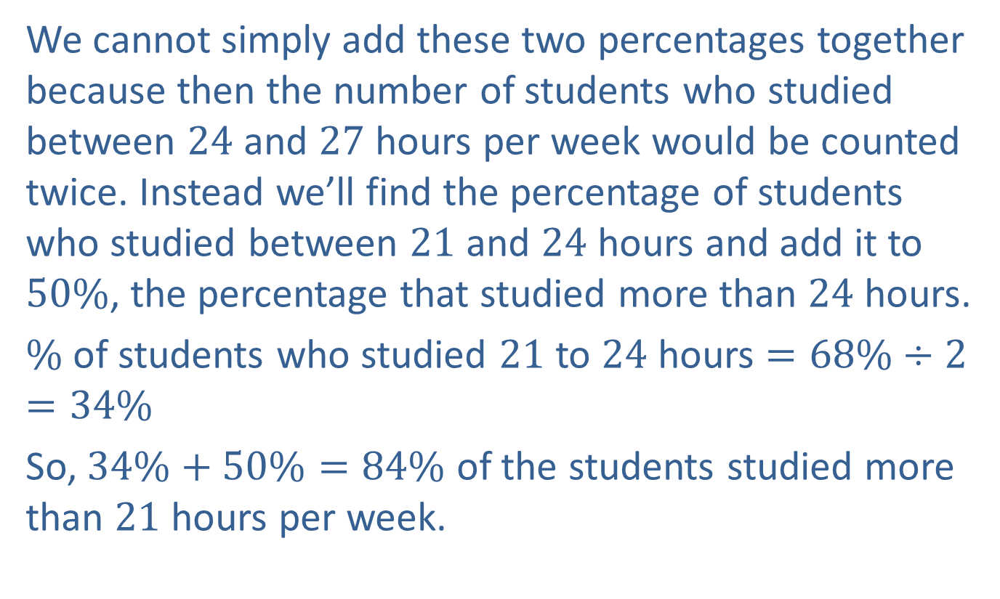 We cannot simply add these two percentages together
because then the number of students who studied
between 24 and 27 hours per week would be counted
twice. Instead we’ll find the percentage of students
who studied between 21 and 24 hours and add it to
50%, the percentage that studied more than 24 hours.
% of students who studied 21 to 24 hours = 68% ÷ 2
= 34%
So, 34% + 50% = 84% of the students studied more
than 21 hours per week.